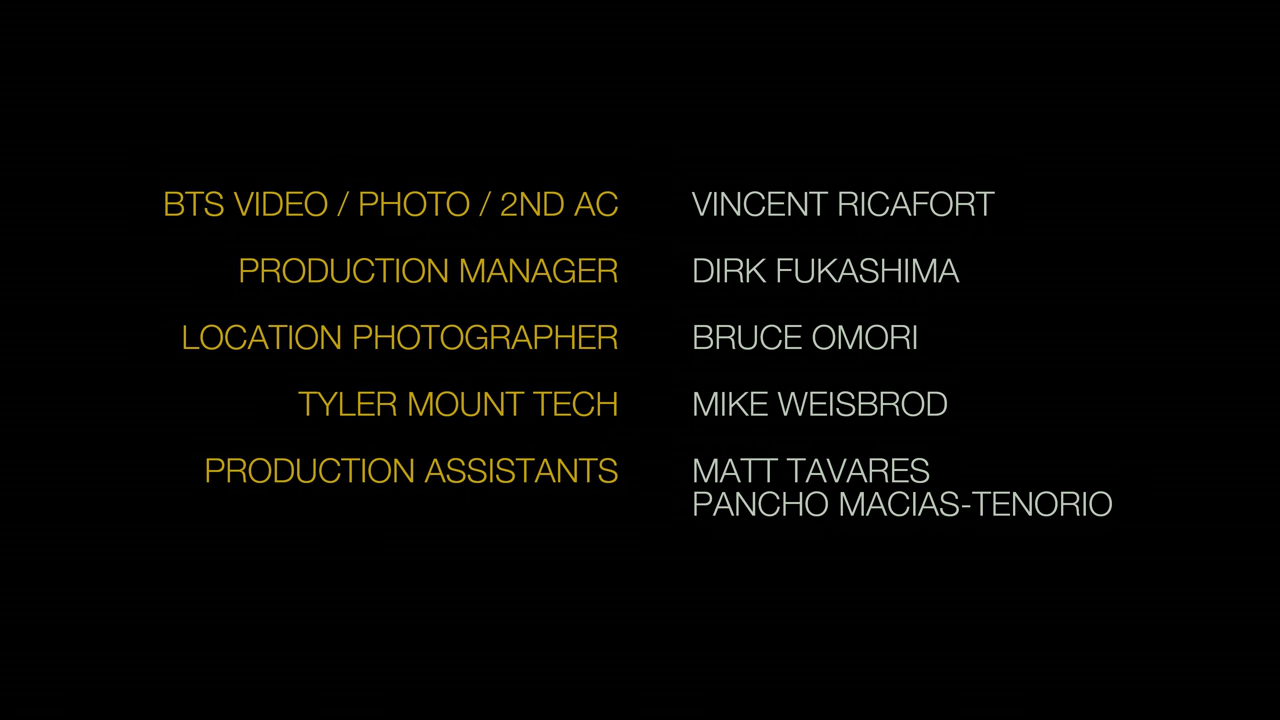 BTS VIDEO / PHOTO / 2ND AC VINCENT RICAFORT
PRODUCTION MANAGER DIRK FUKASHIMA
LOCATION PHOTOGRAPHER BRUCE OMORI
TYLER MOUNT TECH MIKE WEISBROD
PRODUCTION ASSISTANTS MATT TAVARES
PANCHO MACIAS-TENORIO